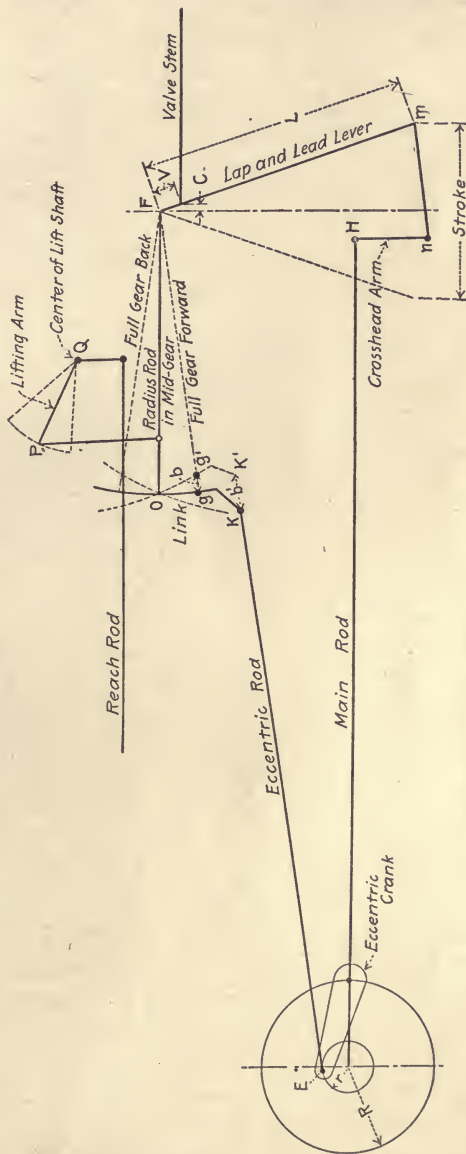 Lifting Arm
Center of Lift Shaft
P
Q
Reach Rod
Full Gear Back
Radius Rod
in Mid-Gear
Full Gear Forward
F
V
C
Valve Stem
L
Lap and Lead Lever
m
O
Link
b
g
g'
K
b'
K'
H
Crosshead Arm
n
Stroke
Eccentric Rod
Main Rod
E
r
R
Eccentric
Crank